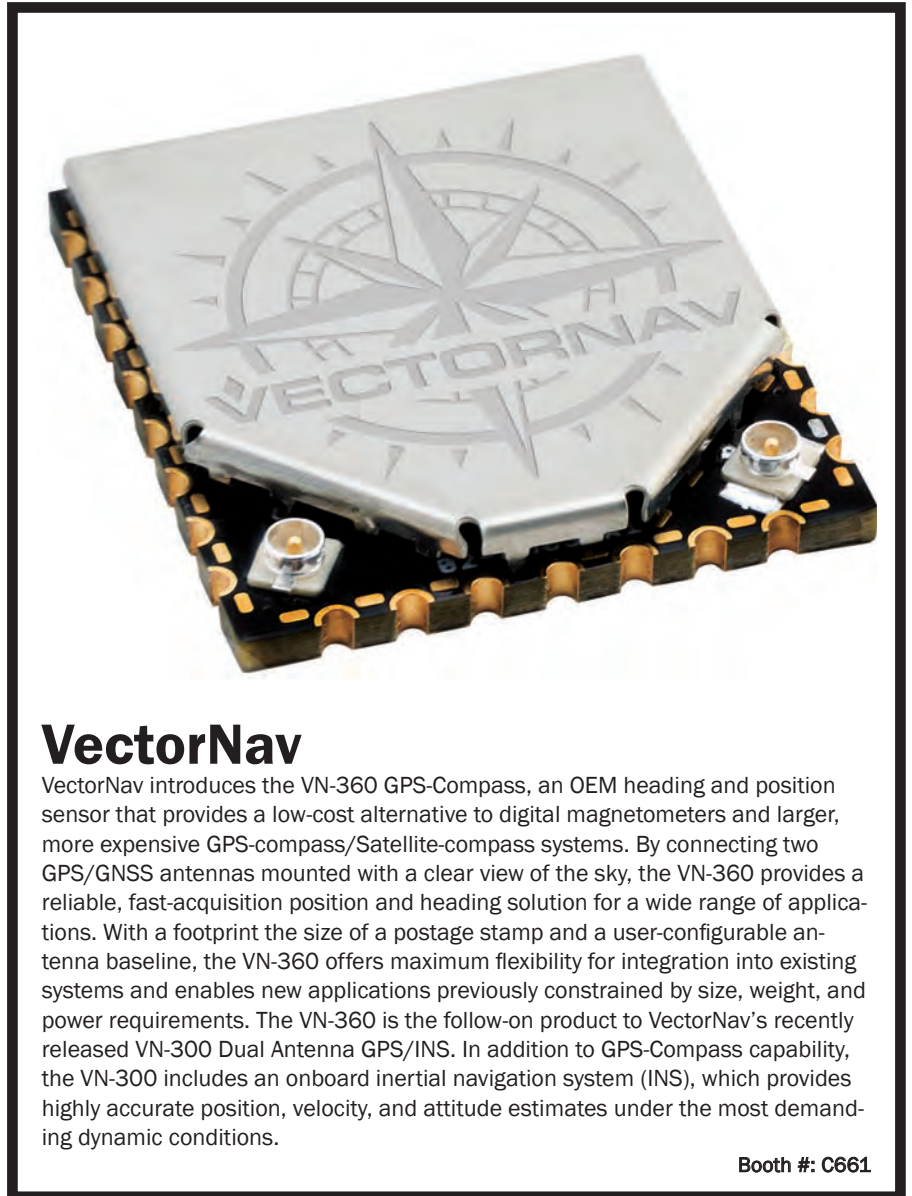 VECTORNAV
VectorNav
VectorNav introduces the VN-360 GPS-Compass, an OEM heading and position
sensor that provides a low-cost alternative to digital magnetometers and larger,
more expensive GPS-compass/Satellite-compass systems. By connecting two
GPS/GNSS antennas mounted with a clear view of the sky, the VN-360 provides a
reliable, fast-acquisition position and heading solution for a wide range of applica-
tions. With a footprint the size of a postage stamp and a user-configurable an-
tenna baseline, the VN-360 offers maximum flexibility for integration into existing
systems and enables new applications previously constrained by size, weight, and
power requirements. The VN-360 is the follow-on product to VectorNav’s recently
released VN-300 Dual Antenna GPS/INS. In addition to GPS-Compass capability,
the VN-300 includes an onboard inertial navigation system (INS), which provides
highly accurate position, velocity, and attitude estimates under the most demand-
ing dynamic conditions.
Booth #: C661